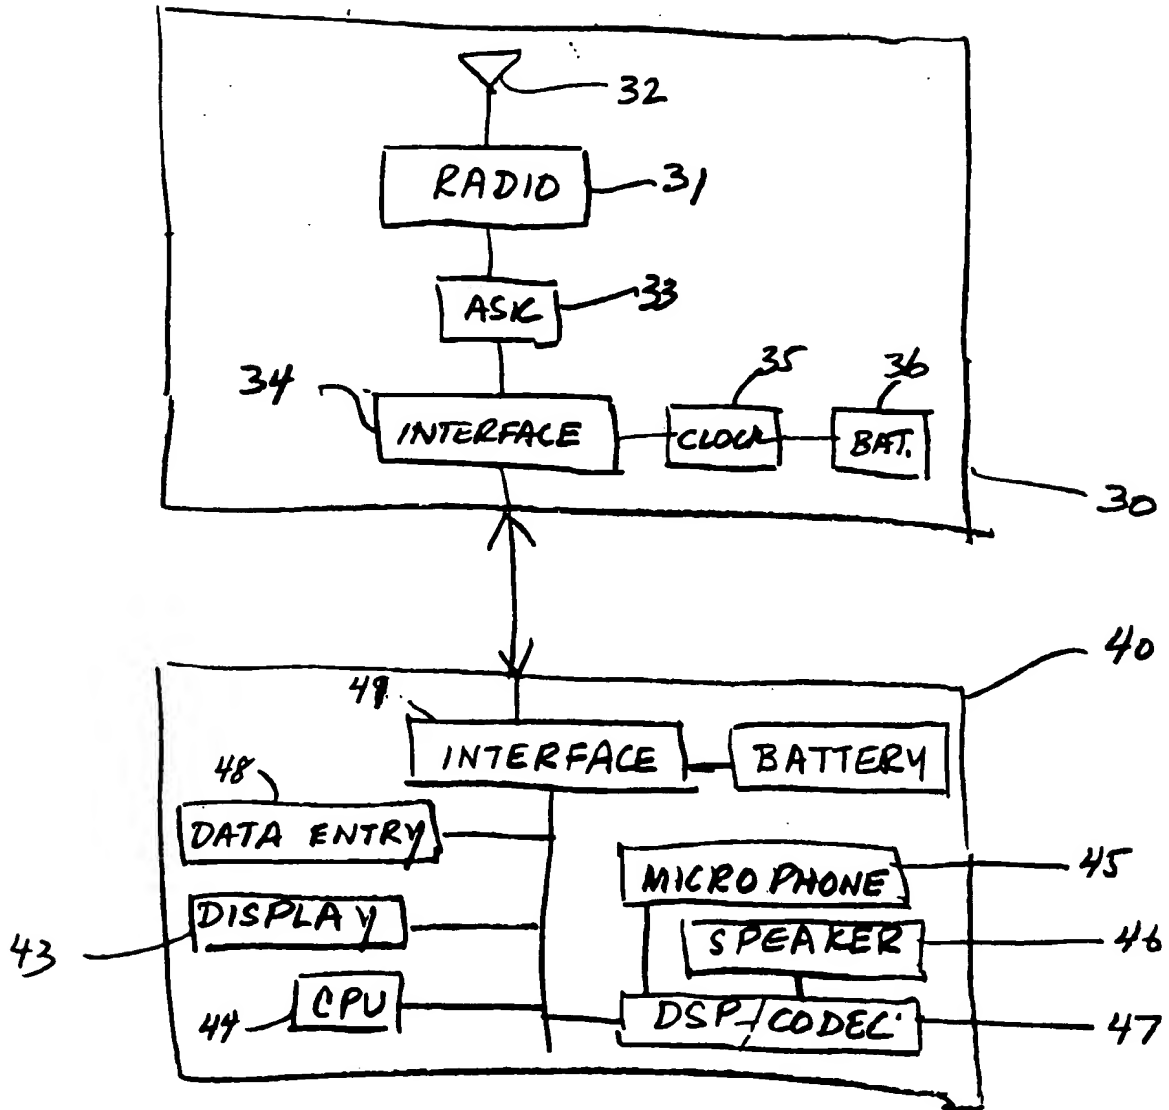 32
RADIO
31
ASIC
33
34
35
36
INTERFACE
CLOCK
BAT.
30
40
49
INTERFACE
BATTERY
48
DATA ENTRY
MICROPHONE
45
DISPLAY
43
SPEAKER
46
CPU
44
DSP/CODEC
47